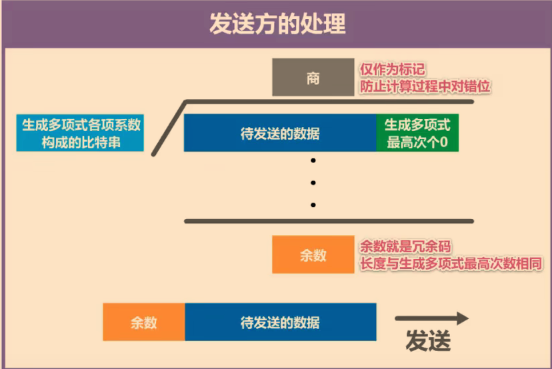 发送方的处理
商
仅作为标记
防止计算过程中对错位
生成多项式各项系数
构成的比特串
待发送的数据
生成多项式
最高次个0
余数
余数就是冗余码
长度与生成多项式最高次数相同
余数
待发送的数据
发送